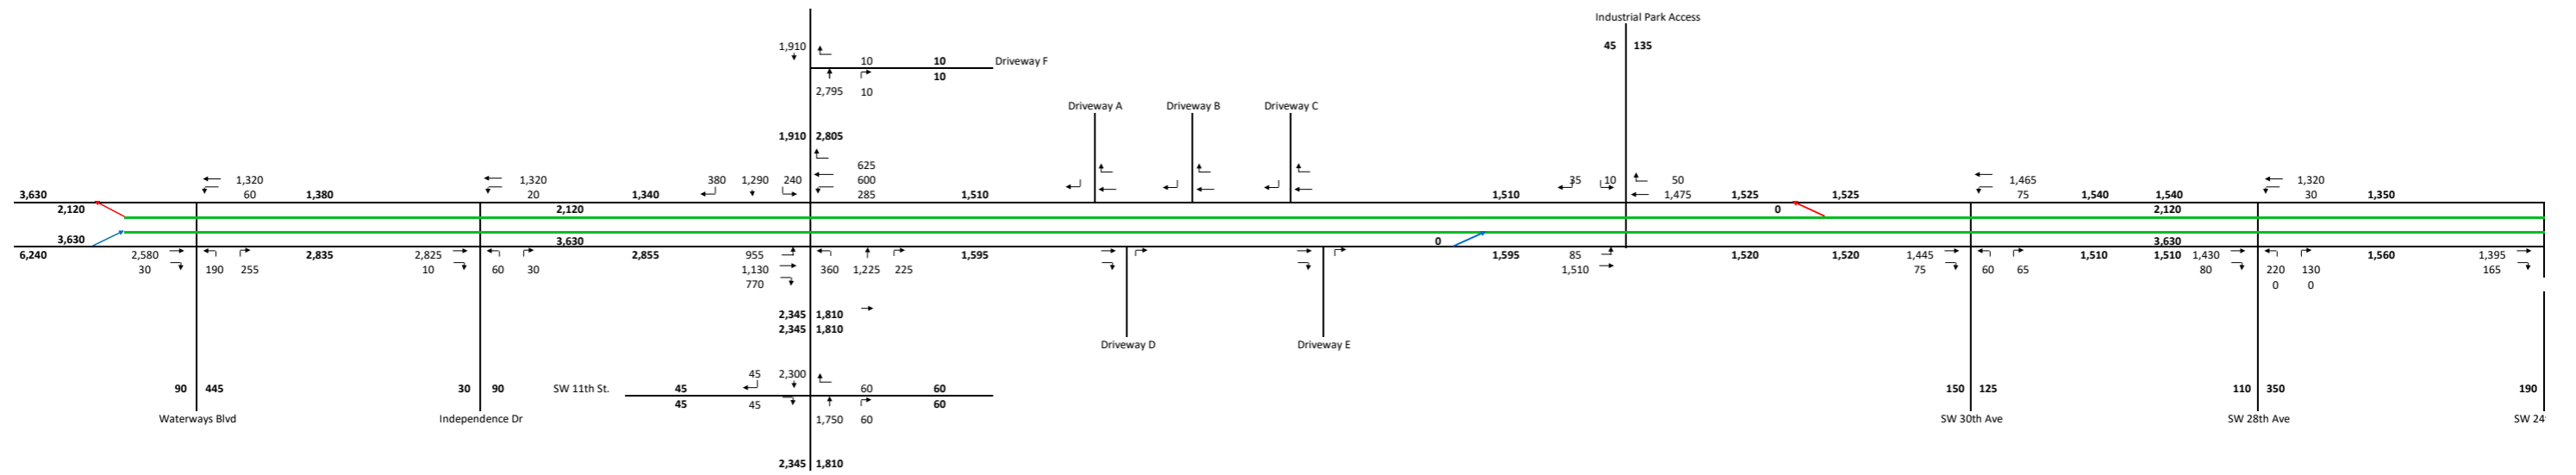 Industrial Park Access
1,910 45 135
10 10 Driveway F
10
2,795 10
Driveway A Driveway B Driveway C
1,910 2,805
625
1,320 1,320 380 1,290 240 600 35 10 50 1,465 1,320
3,630 60 1,380 20 1,340 285 1,510 1,510 1,475 1,525 1,525 75 1,540 1,540 30 1,350
2,120 2,120 0 2,120
3,630 3,630 0 3,630
6,240 2,580 2,835 2,825 2,855 955 1,595 1,595 85 1,520 1,520 1,445 1,510 1,510 1,430 1,560 1,395
30 190 255 10 60 30 1,130 360 1,225 225 1,510 75 60 65 80 220 130 165
770 0 0
2,345 1,810
2,345 1,810
Driveway D Driveway E
45 2,300
90 445 30 90 SW 11th St. 45 60 60 150 125 110 350 190
45 45 60
Waterways Blvd Independence Dr 1,750 60 SW 30th Ave SW 28th Ave SW 24
2,345 1,810